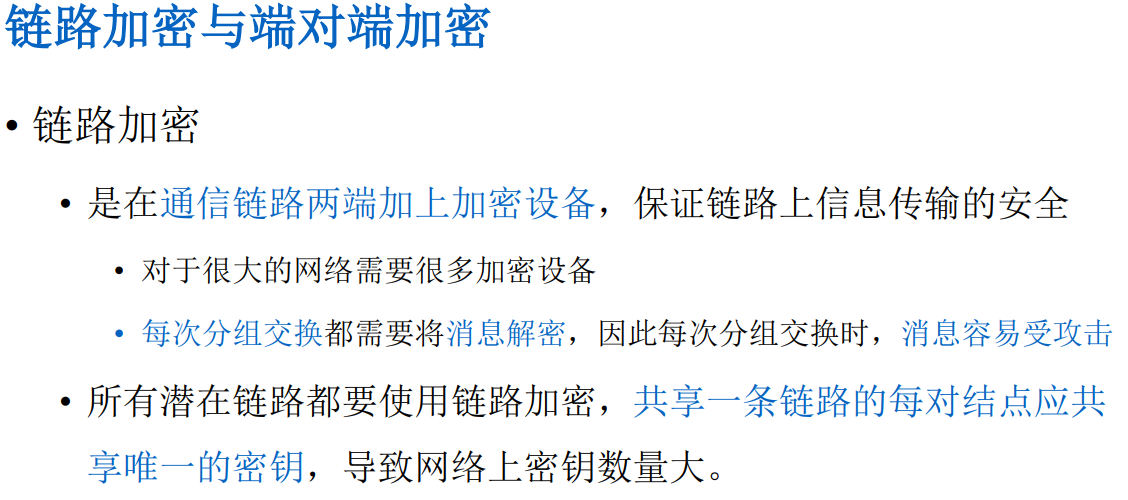 链路加密与端对端加密
• 链路加密
• 是在通信链路两端加上加密设备，保证链路上信息传输的安全
• 对于很大的网络需要很多加密设备
• 每次分组交换都需要将消息解密，因此每次分组交换时，消息容易受攻击
• 所有潜在链路都要使用链路加密，共享一条链路的每对结点应共
享唯一的密钥，导致网络上密钥数量大。